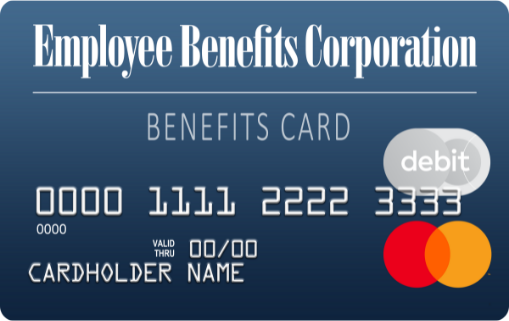 Employee Benefits Corporation
BENEFITS CARD
debit
0000 1111 2222 3333
0000
VALID THRU 00/00
CARDHOLDER NAME